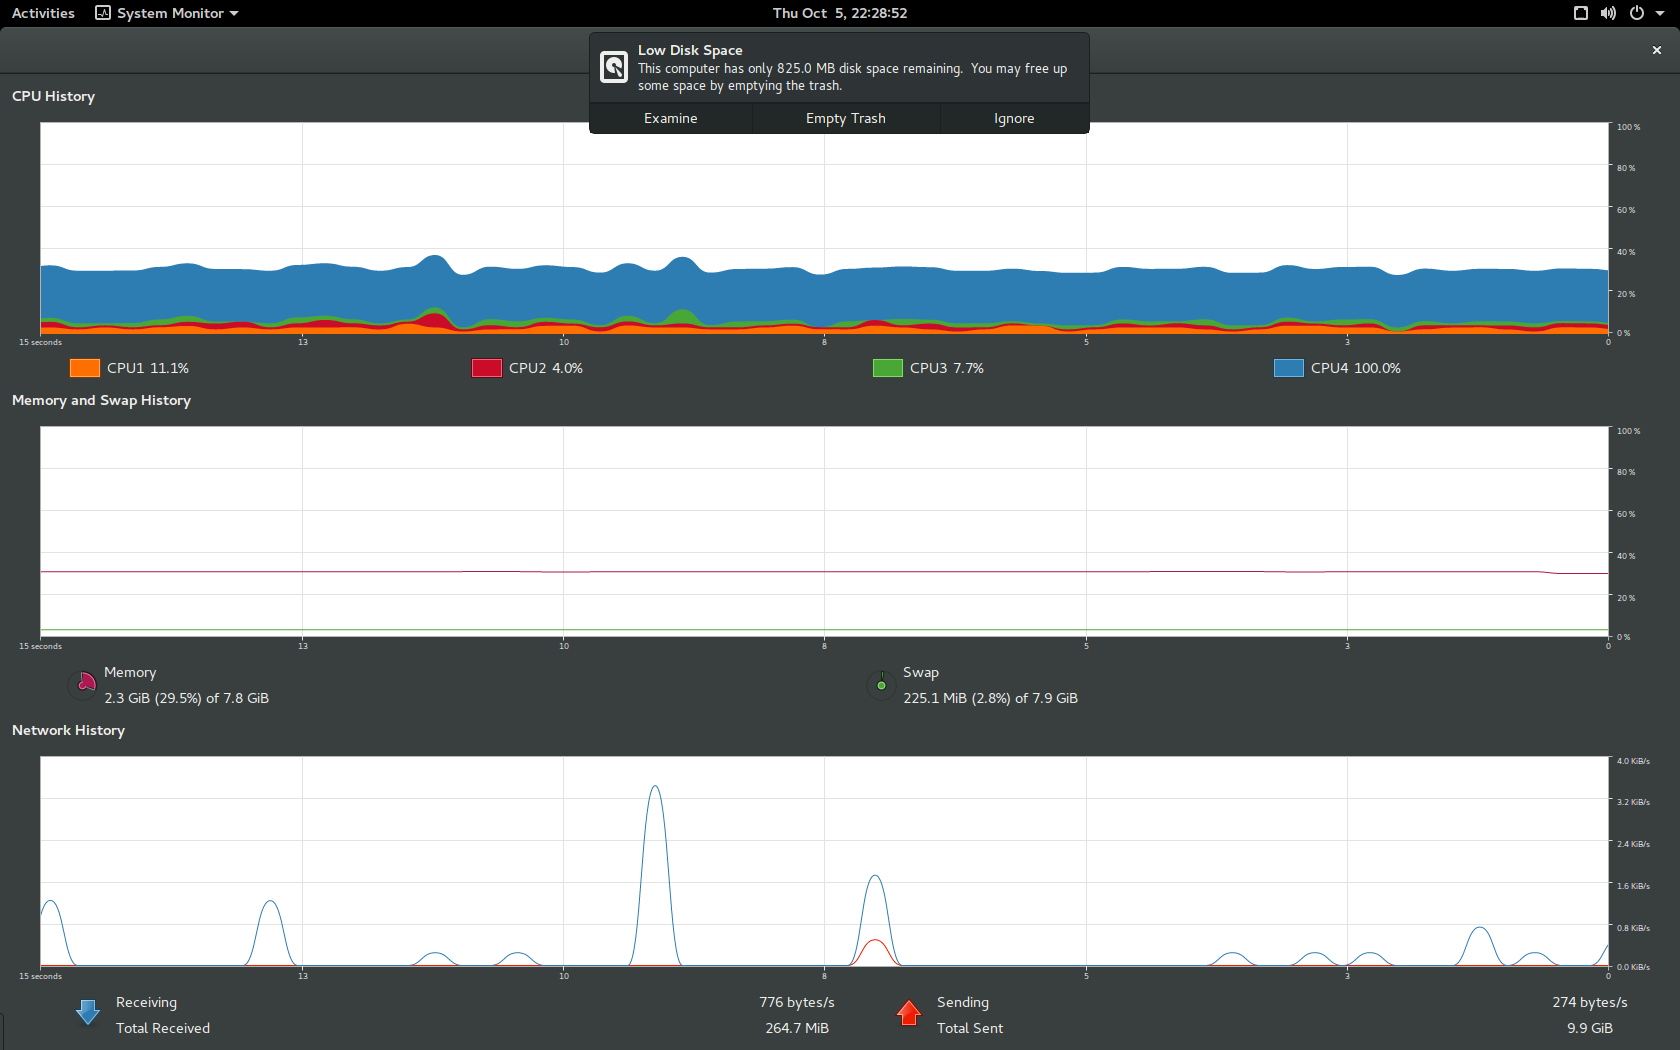 Activities System Monitor Thu Oct 5, 22:28:52
Low Disk Space
This computer has only 825.0 MB disk space remaining. You may free up
some space by emptying the trash.
Examine Empty Trash Ignore
CPU History
100 %
80 %
60 %
40 %
20 %
0 %
15 seconds 13 10 8 5 3 0
CPU1 11.1% CPU2 4.0% CPU3 7.7% CPU4 100.0%
Memory and Swap History
100 %
80 %
60 %
40 %
20 %
0 %
15 seconds 13 10 8 5 3 0
Memory Swap
2.3 GiB (29.5%) of 7.8 GiB 225.1 MiB (2.8%) of 7.9 GiB
Network History
4.0 KiB/s
3.2 KiB/s
2.4 KiB/s
1.6 KiB/s
0.8 KiB/s
0.0 KiB/s
15 seconds 13 10 8 5 3 0
Receiving 776 bytes/s Sending 274 bytes/s
Total Received 264.7 MiB Total Sent 9.9 GiB